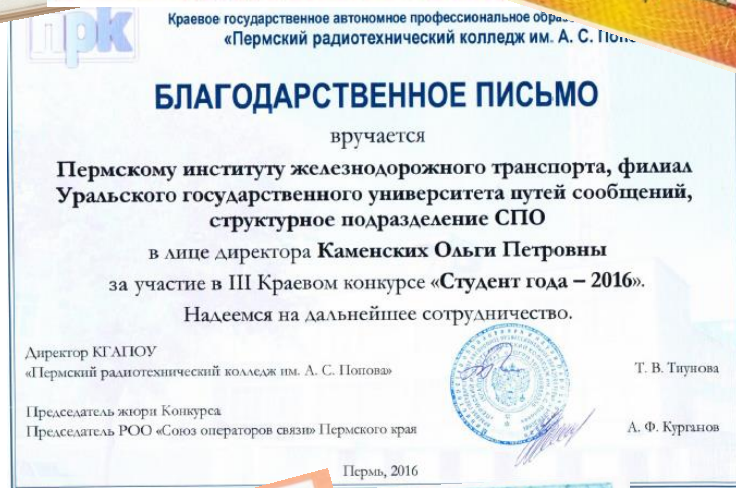 прк
Краевое государственное автономное профессиональное
«Пермский радиотехнический колледж им. А. С.
БЛАГОДАРСТВЕННОЕ ПИСЬМО
вручается
Пермскому институту железнодорожного транспорта, филиал
Уральского государственного университета путей сообщений,
структурное подразделение СПО
в лице директора Каменских Ольги Петровны
за участие в III Краевом конкурсе «Студент года – 2016».
Надеемся на дальнейшее сотрудничество.
Директор КГАПОУ
«Пермский радиотехнический колледж им. А. С. Попова»
Т. В. Тиунова
Председатель жюри Конкурса
Председатель РОО «Союз операторов связи» Пермского края
А. Ф. Курганов
Пермь, 2016